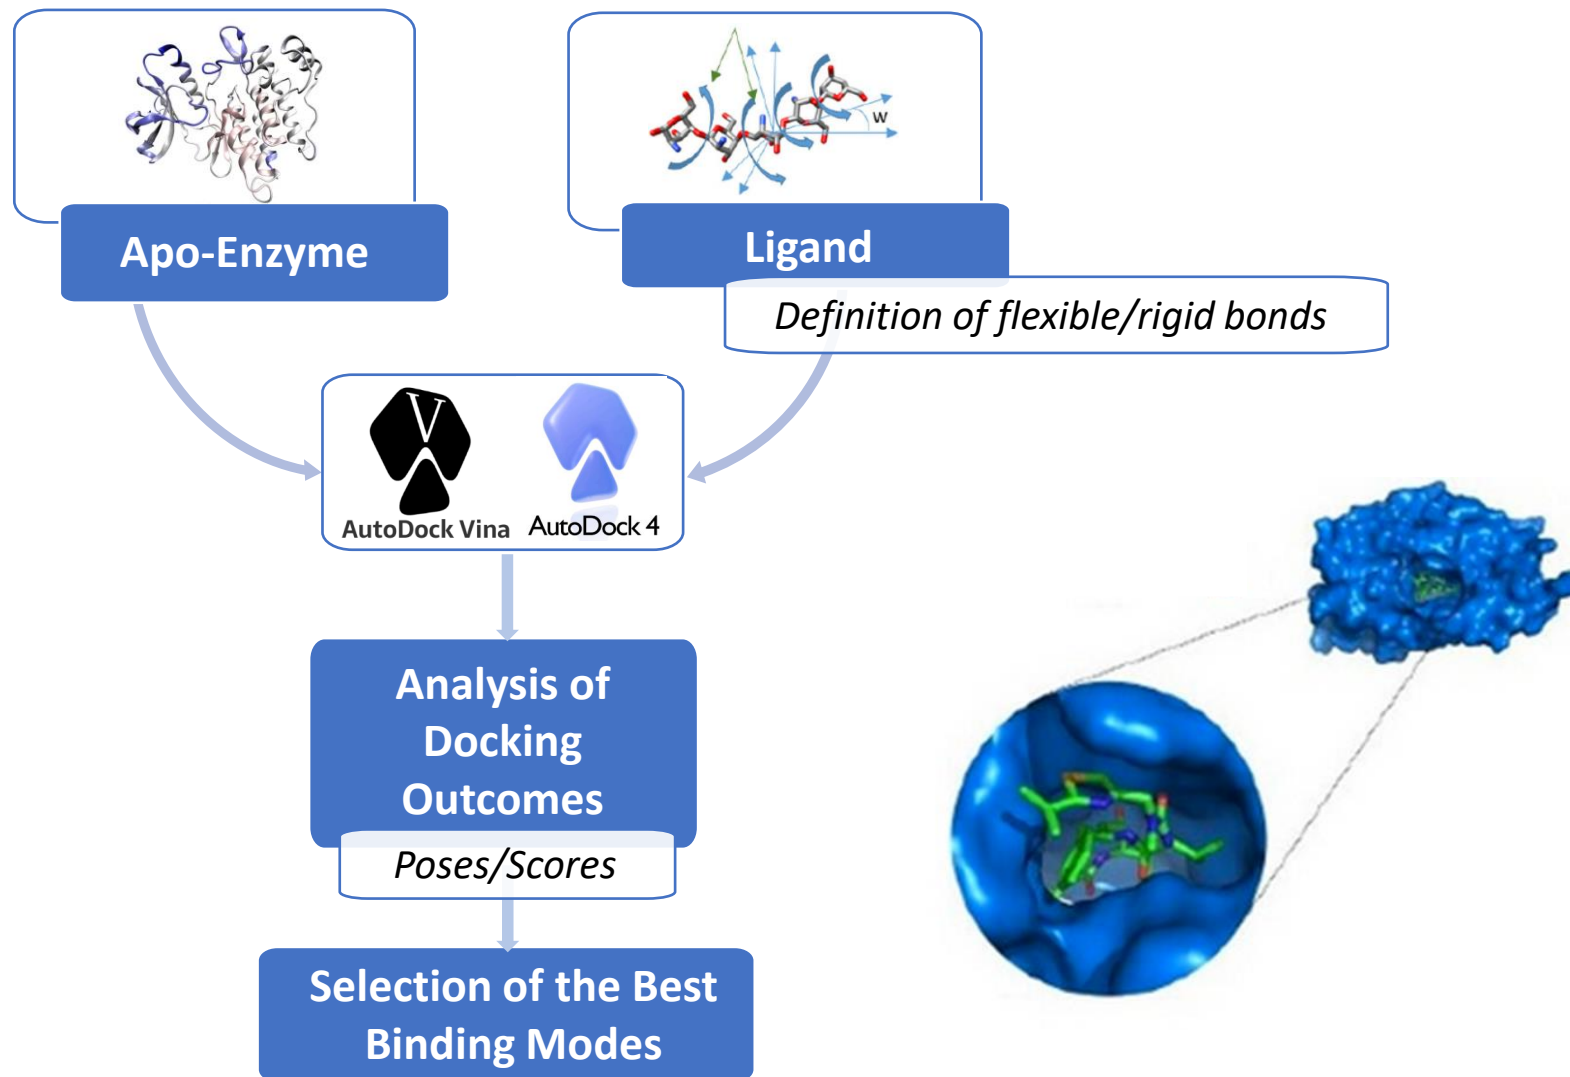 w
Apo-Enzyme
Ligand
Definition of flexible/rigid bonds
V
AutoDock Vina
AutoDock 4
Analysis of
Docking
Outcomes
Poses/Scores
Selection of the Best
Binding Modes